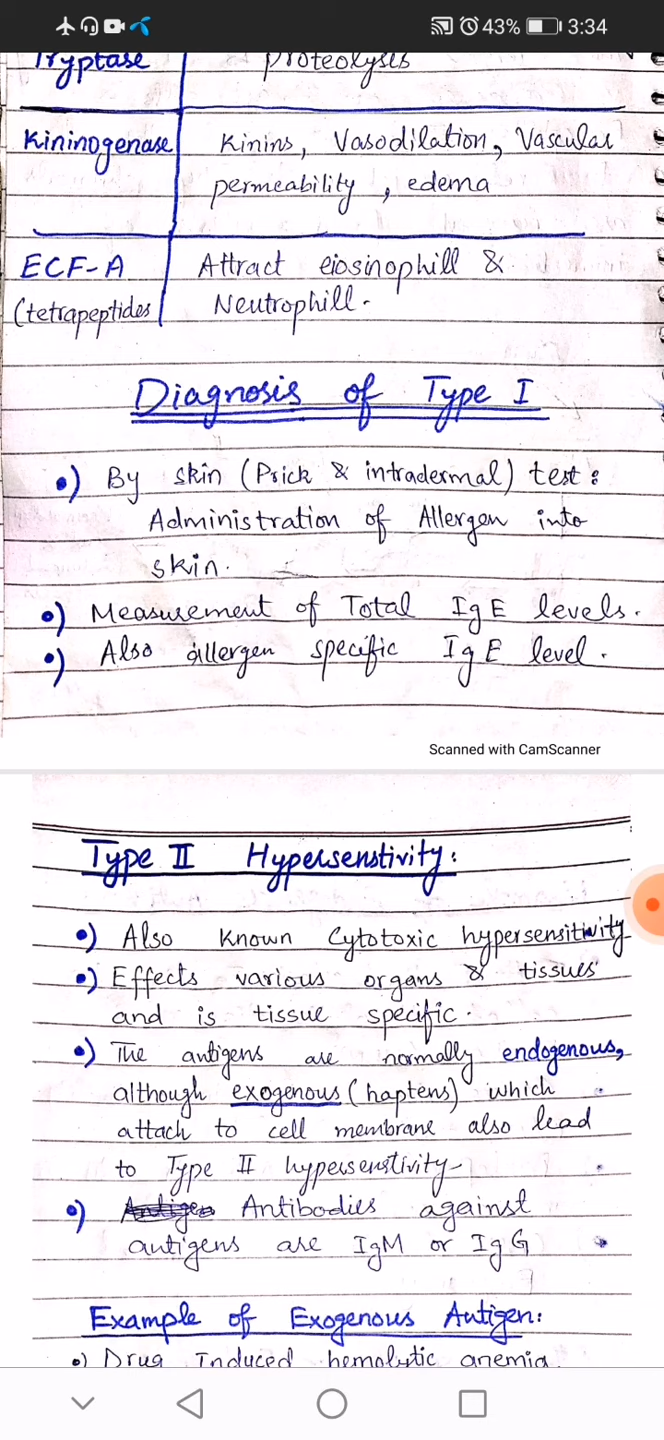 43% 3:34
Tryptase proteolysis
Kininogenase Kinins, Vasodilation, Vascular
permeability, edema
ECF-A Attract eiosinophill &
(tetrapeptides Neutrophill.
Diagnosis of Type I
•) By skin (Prick & intradermal) test:
Administration of Allergen into
skin.
•) Measurement of Total IgE levels.
•) Also allergen specific IgE level.
Scanned with CamScanner
Type II Hypersenstivity:
•) Also known Cytotoxic hypersensitivity
•) Effects various organs & tissues
and is tissue specific.
•) The antigens are normally endogenous,
although exogenous (haptens) which
attach to cell membrane also lead
to Type II hypersenstivity-
•) Antibodies against
antigens are IgM or IgG
Example of Exogenous Antigen:
•) Drug Induced hemolytic anemia